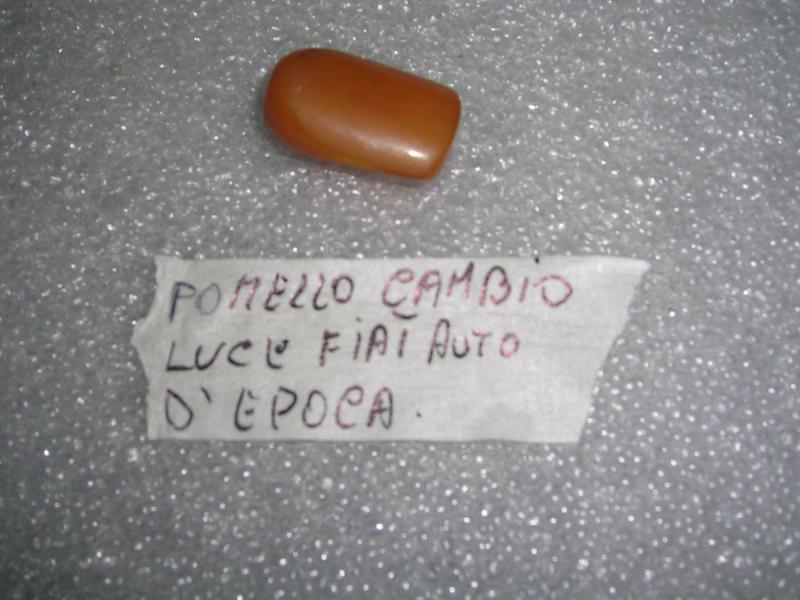 POMELLO CAMBIO
LUCE FIAT AUTO
D'EPOCA.